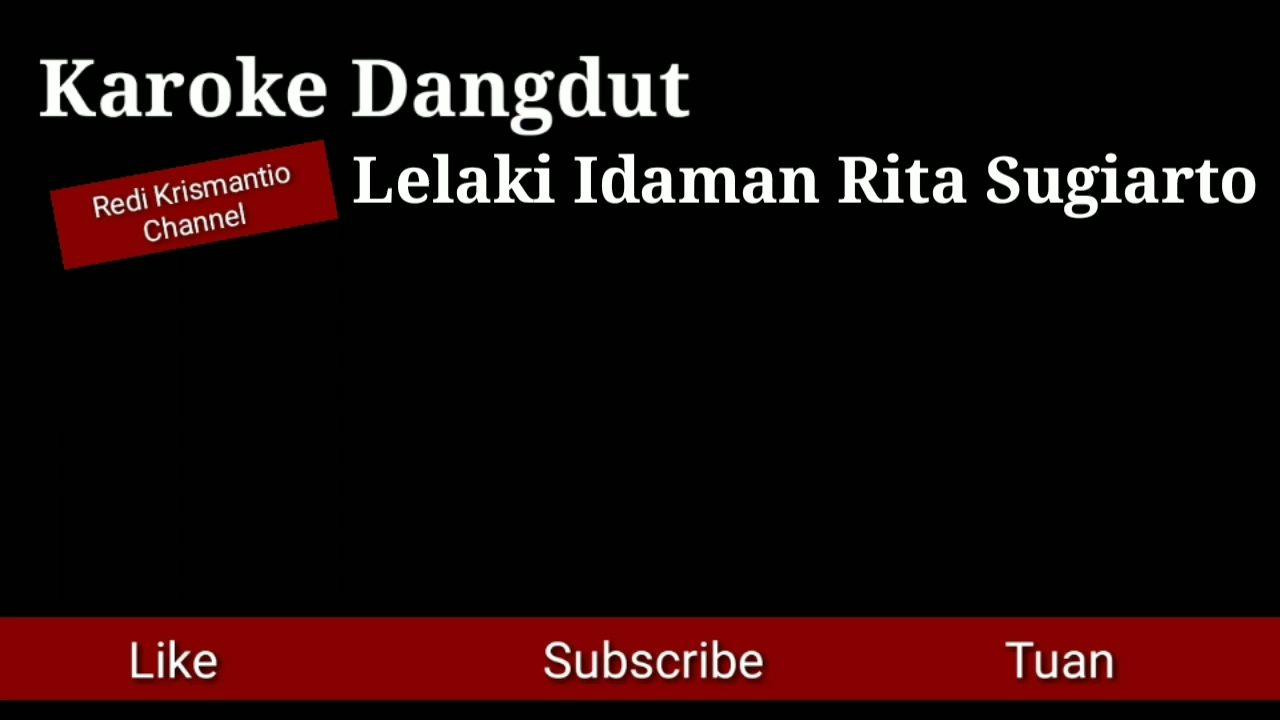 Karoke Dangdut
Redi Krismantio
Channel
Lelaki Idaman Rita Sugiarto
Like Subscribe Tuan